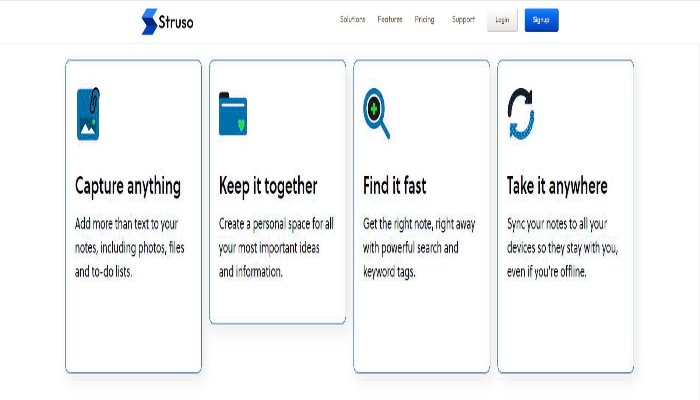 Struso
Solutions
Features
Pricing
Support
Login
Signup
Capture anything
Add more than text to your
notes, including photos, files
and to-do lists.
Keep it together
Create a personal space for all
your most important ideas
and information.
Find it fast
Get the right note, right away
with powerful search and
keyword tags.
Take it anywhere
Sync your notes to all your
devices so they stay with you,
even if you're offline.